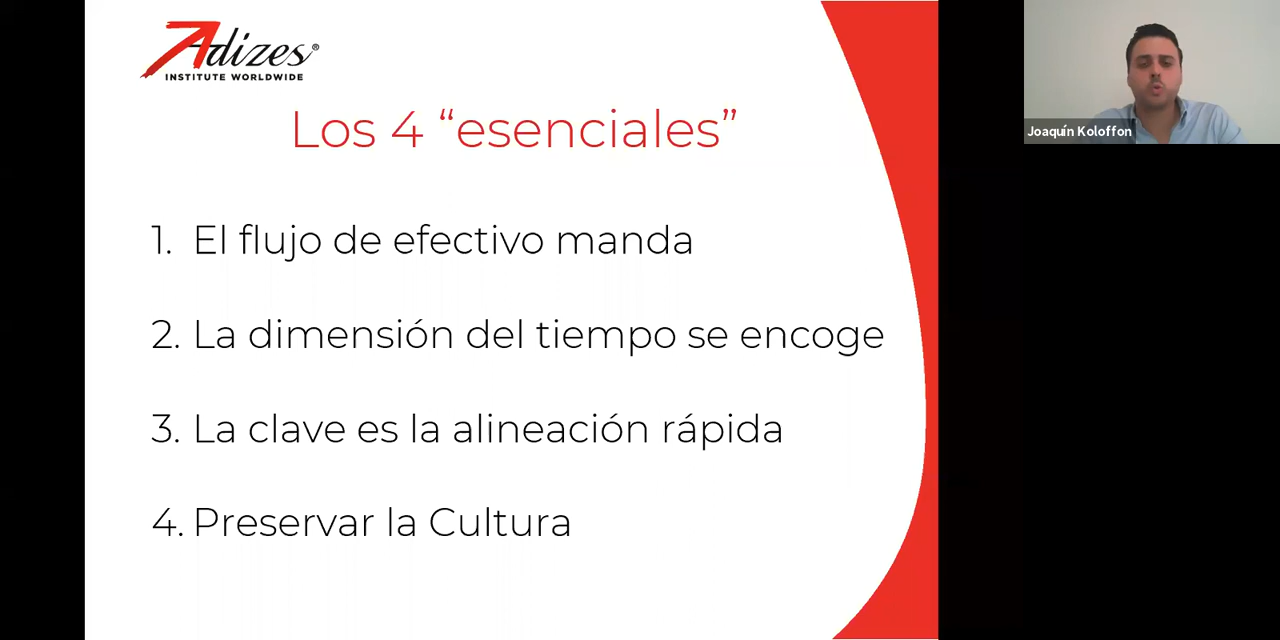 Adizes®
INSTITUTE WORLDWIDE
Los 4 “esenciales”
1. El flujo de efectivo manda
2. La dimensión del tiempo se encoge
3. La clave es la alineación rápida
4. Preservar la Cultura
Joaquín Koloffon